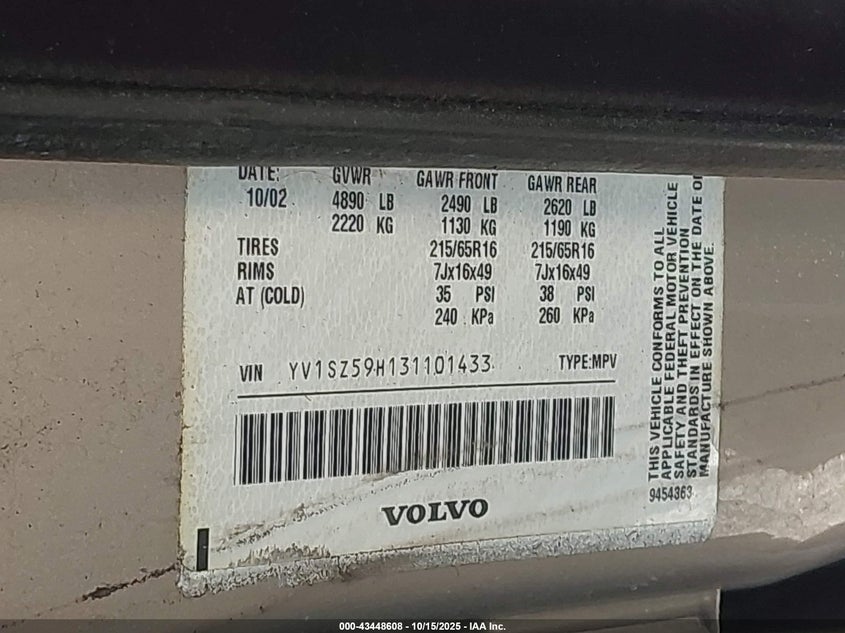 DATE: GVWR GAWR FRONT GAWR REAR
10/02 4890 LB 2490 LB 2620 LB
2220 KG 1130 KG 1190 KG
TIRES 215/65R16 215/65R16
RIMS 7Jx16x49 7Jx16x49
AT (COLD) 35 PSI 38 PSI
240 KPa 260 KPa
VIN YV1SZ59H131101433 TYPE:MPV
VOLVO
THIS VEHICLE CONFORMS TO ALL
APPLICABLE FEDERAL MOTOR VEHICLE
SAFETY AND THEFT PREVENTION
STANDARDS IN EFFECT ON THE DATE OF
MANUFACTURE SHOWN ABOVE.
9454363
000-43448608 - 10/15/2025 - IAA Inc.